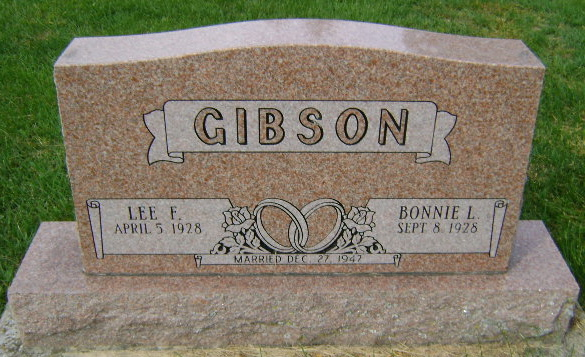 GIBSON
LEE F.
APRIL 5 1928
BONNIE L.
SEPT 8 1928
MARRIED DEC. 27, 1947